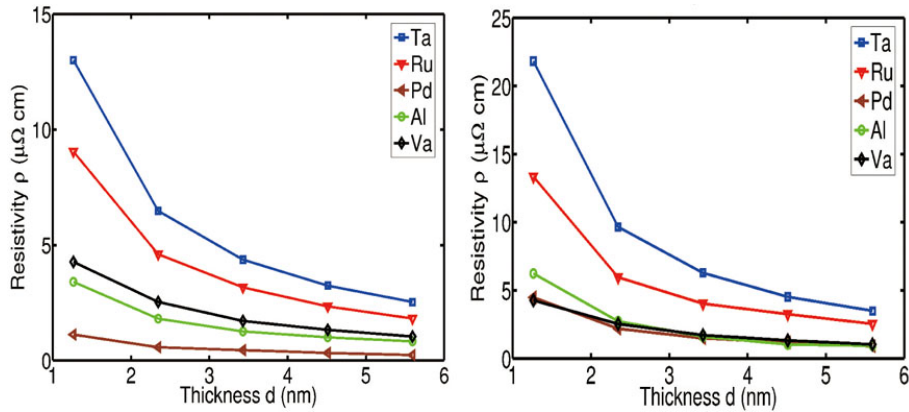 15
10
5
0
Resistivity ρ (μΩ cm)
1 2 3 4 5 6
Thickness d (nm)
Ta
Ru
Pd
Al
Va
25
20
15
10
5
0
Resistivity ρ (μΩ cm)
1 2 3 4 5 6
Thickness d (nm)
Ta
Ru
Pd
Al
Va